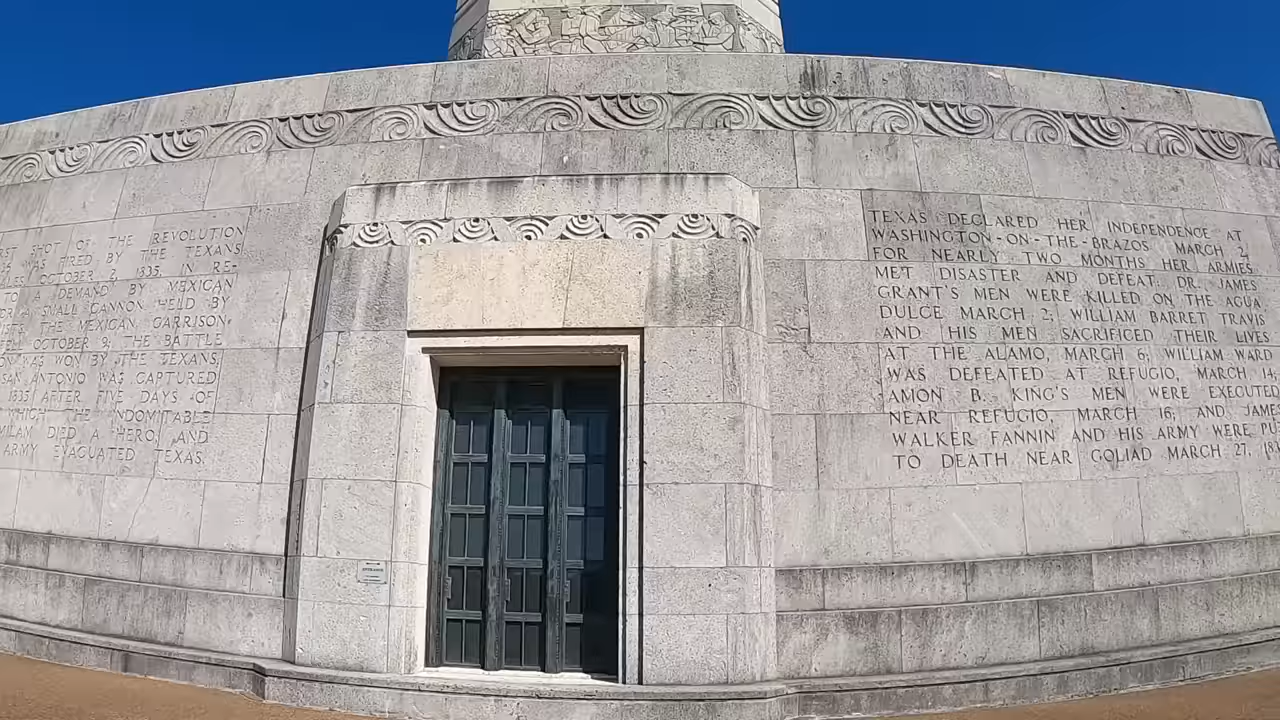 ST SHOT OF THE REVOLUTION
WAS FIRED BY THE TEXANS
OCTOBER 2, 1835, IN RE-
TO A DEMAND BY MEXICAN
A SMALL CANNON HELD BY
THE MEXICAN GARRISON
OCTOBER 9, THE BATTLE
WAS WON BY THE TEXANS,
SAN ANTONIO WAS CAPTURED
1835 AFTER FIVE DAYS OF
WHICH THE INDOMITABLE
MILAM DIED A HERO, AND
ARMY EVACUATED TEXAS.
ENTRANCE
TEXAS DECLARED HER INDEPENDENCE AT
WASHINGTON-ON-THE-BRAZOS MARCH 2,
FOR NEARLY TWO MONTHS HER ARMIES
MET DISASTER AND DEFEAT: DR. JAMES
GRANT'S MEN WERE KILLED ON THE AGUA
DULCE MARCH 2, WILLIAM BARRET TRAVIS
AND HIS MEN SACRIFICED THEIR LIVES
AT THE ALAMO, MARCH 6, WILLIAM WARD
WAS DEFEATED AT REFUGIO, MARCH 14,
AMON B. KING'S MEN WERE EXECUTED
NEAR REFUGIO, MARCH 16, AND JAME
WALKER FANNIN AND HIS ARMY WERE PU
TO DEATH NEAR GOLIAD MARCH 27, 18